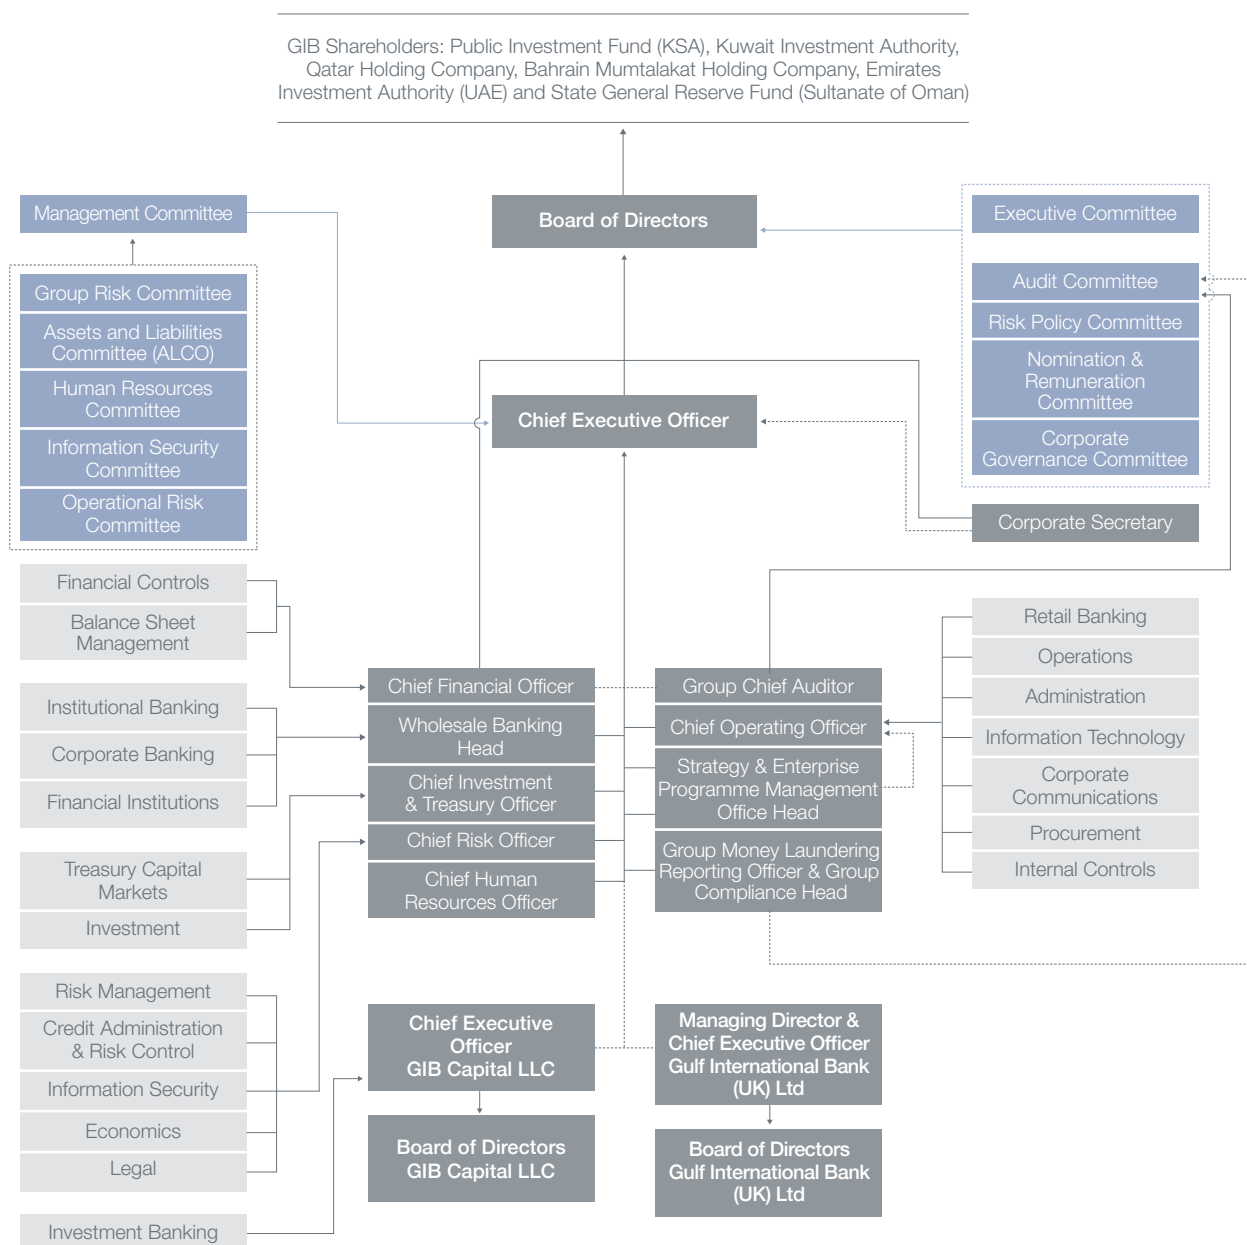 GIB Shareholders: Public Investment Fund (KSA), Kuwait Investment Authority,
Qatar Holding Company, Bahrain Mumtalakat Holding Company, Emirates
Investment Authority (UAE) and State General Reserve Fund (Sultanate of Oman)
Management Committee
Board of Directors
Executive Committee
Group Risk Committee
Assets and Liabilities
Committee (ALCO)
Human Resources
Committee
Information Security
Committee
Operational Risk
Committee
Chief Executive Officer
Audit Committee
Risk Policy Committee
Nomination &
Remuneration
Committee
Corporate
Governance Committee
Corporate Secretary
Financial Controls
Balance Sheet
Management
Institutional Banking
Corporate Banking
Financial Institutions
Treasury Capital
Markets
Investment
Risk Management
Credit Administration
& Risk Control
Information Security
Economics
Legal
Investment Banking
Chief Financial Officer
Wholesale Banking
Head
Chief Investment
& Treasury Officer
Chief Risk Officer
Chief Human
Resources Officer
Group Chief Auditor
Chief Operating Officer
Strategy & Enterprise
Programme Management
Office Head
Group Money Laundering
Reporting Officer & Group
Compliance Head
Retail Banking
Operations
Administration
Information Technology
Corporate
Communications
Procurement
Internal Controls
Chief Executive
Officer
GIB Capital LLC
Board of Directors
GIB Capital LLC
Managing Director &
Chief Executive Officer
Gulf International Bank
(UK) Ltd
Board of Directors
Gulf International Bank
(UK) Ltd